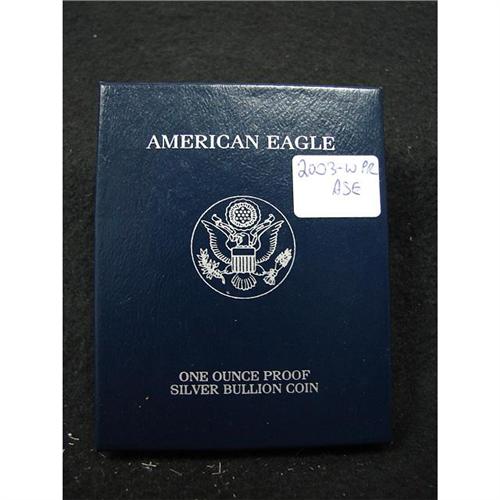 AMERICAN EAGLE
2003-W PR
ASE
ONE OUNCE PROOF
SILVER BULLION COIN